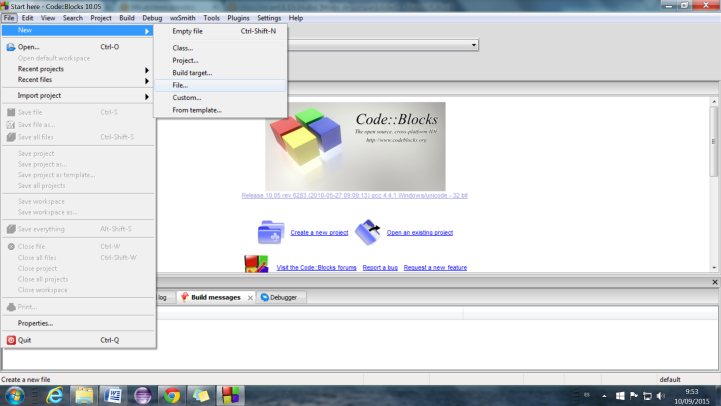 Start here - Code::Blocks 10.05
File Edit View Search Project Build Debug wxSmith Tools Plugins Settings Help
New
Open... Ctrl-O
Open default workspace
Recent projects
Recent files
Import project
Save file Ctrl-S
Save file as...
Save all files Ctrl-Shift-S
Save project
Save project as...
Save project as template...
Save all projects
Save workspace
Save workspace as...
Save everything Alt-Shift-S
Close file Ctrl-W
Close all files Ctrl-Shift-W
Close project
Close all projects
Close workspace
Print...
Properties...
Quit Ctrl-Q
Empty file Ctrl-Shift-N
Class...
Project...
Build target...
File...
Custom...
From template...
Code::Blocks
The open source, cross-platform IDE
http://www.codeblocks.org
Release 10.05 rev 6283 (2010-05-27 09:09:13) gcc 4.4.1 Windows/unicode - 32 bit
Create a new project Open an existing project
Visit the Code::Blocks forums Report a bug Request a new feature
log Build messages Debugger
Create a new file default
9:53
10/09/2015